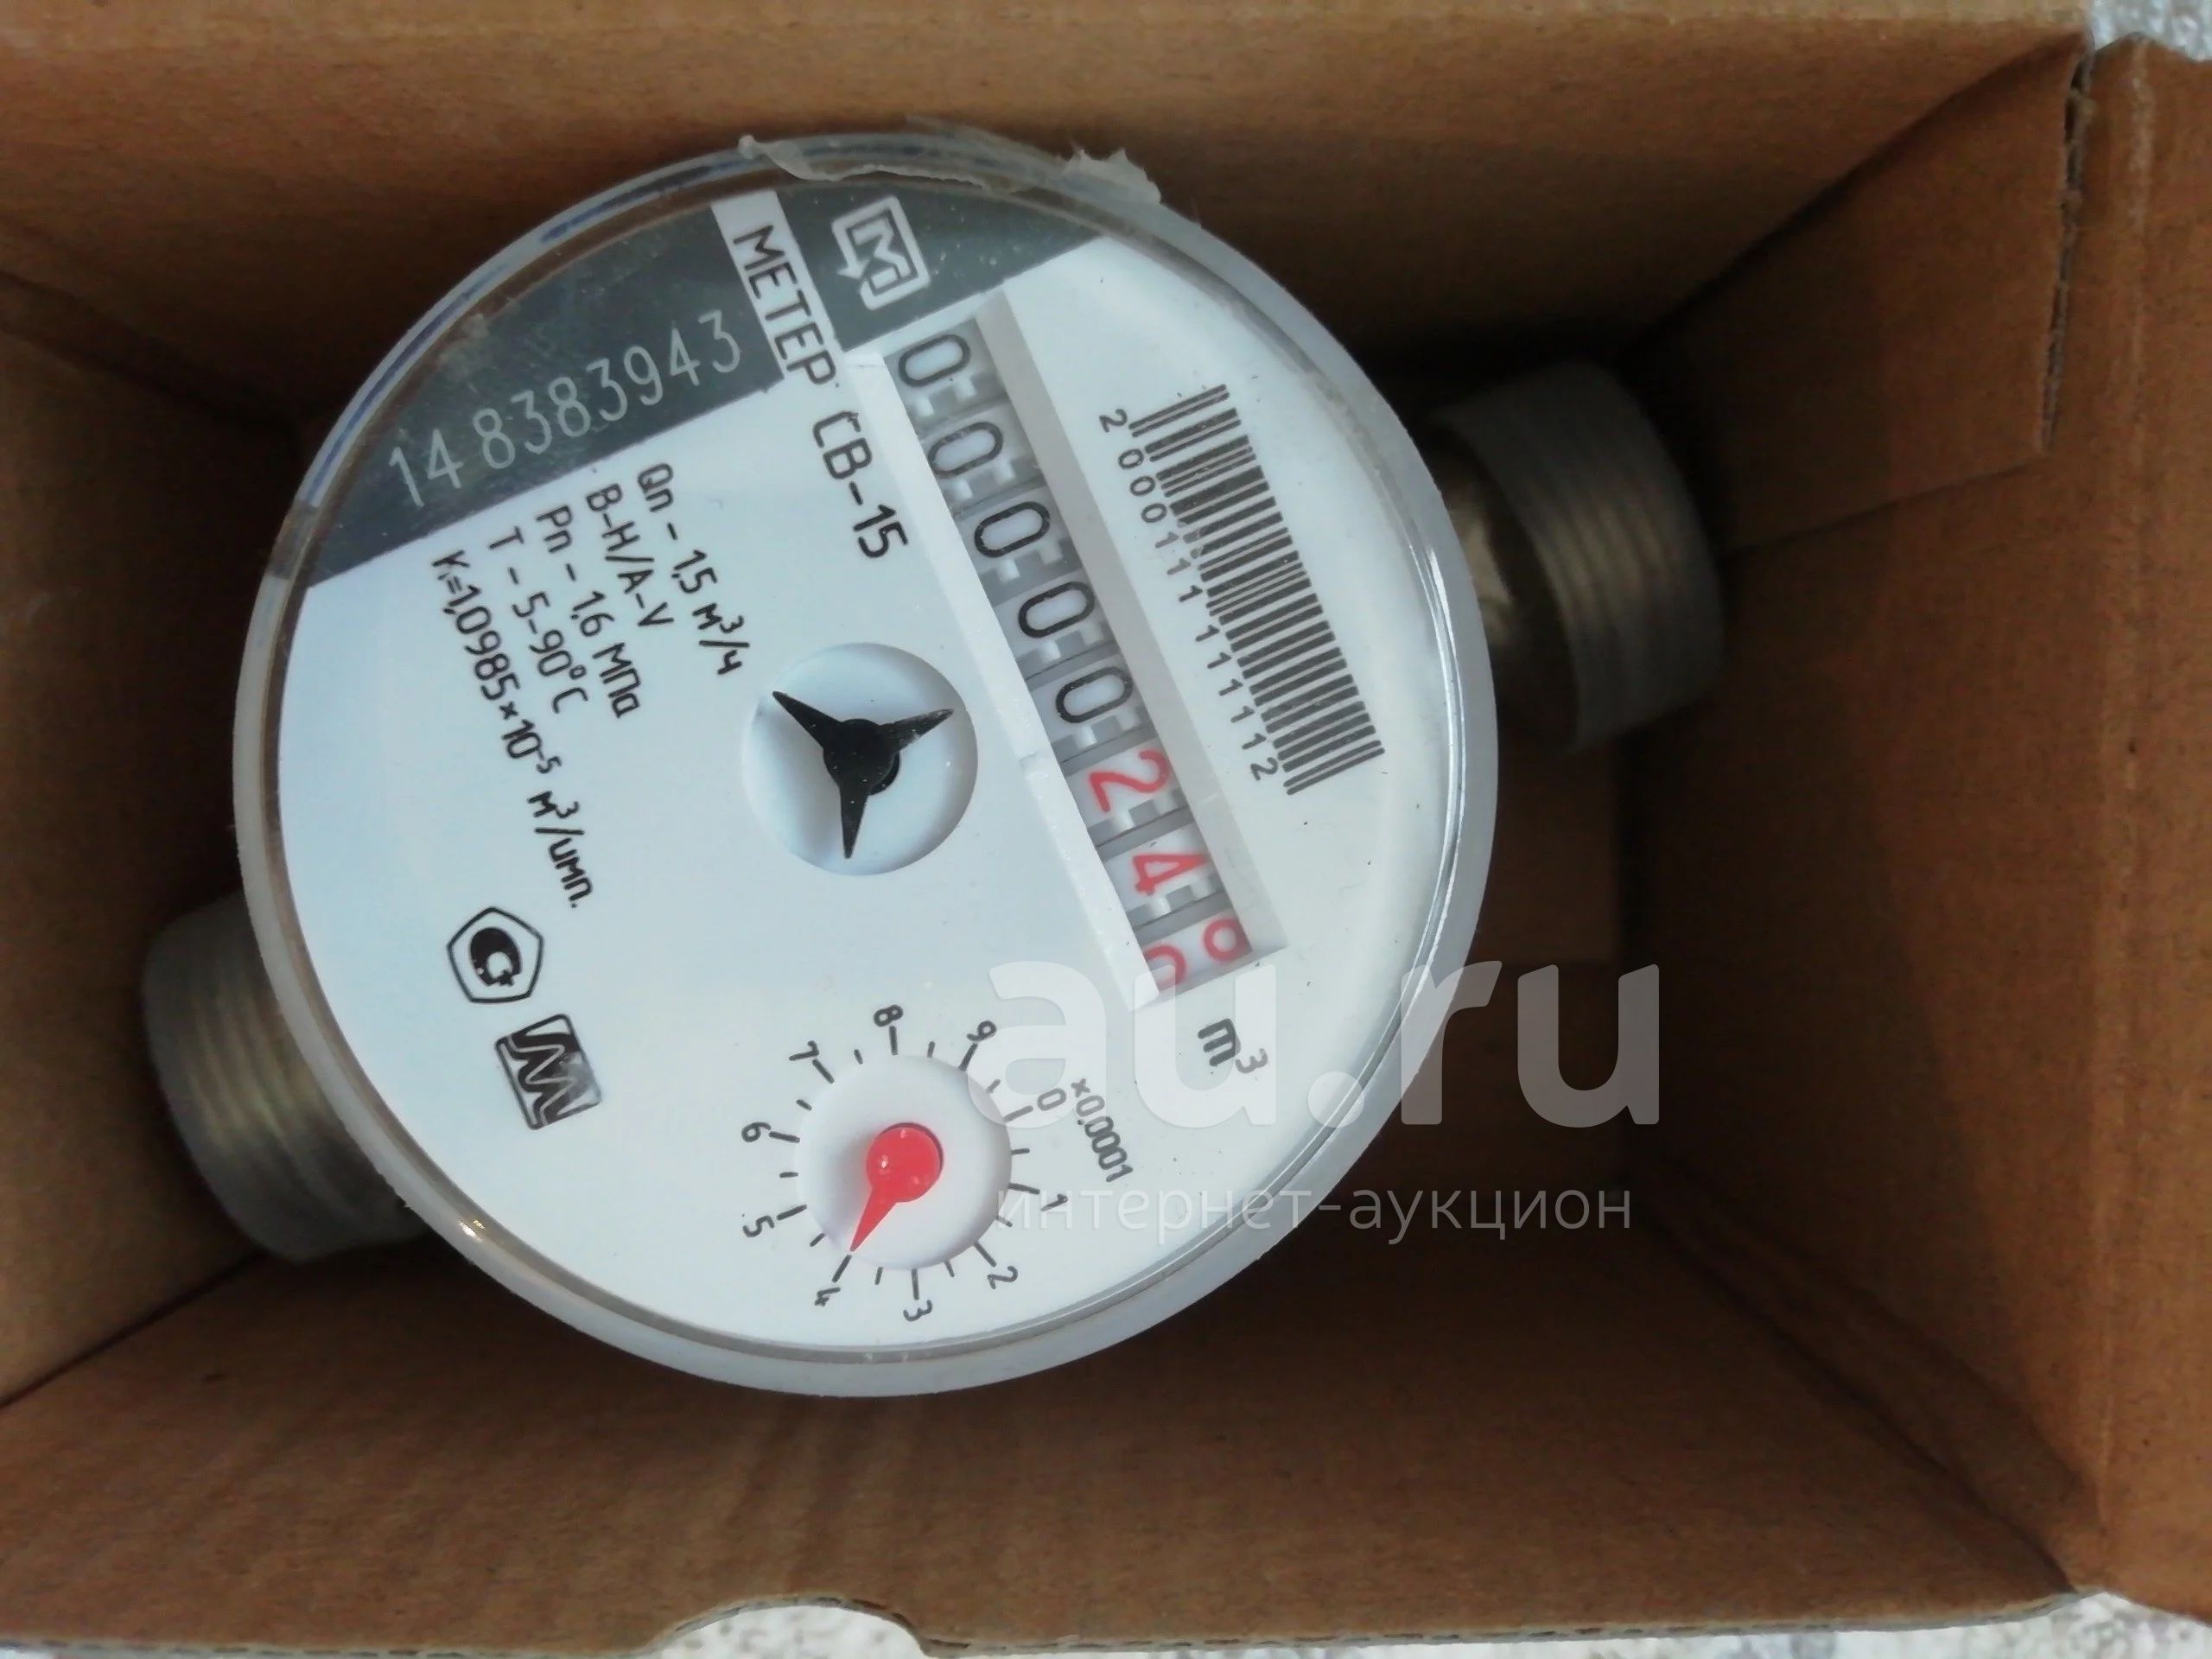 14 8383943
МЕТЕР СВ-15
Qn - 1,5 м³/ч
В-Н/А-V
Pn - 1,6 МПа
T - 5-90°С
K=1,0985×10⁻⁵ м³/имп.
0 0 0 0 0 2 4
m³
2000111111112
×0,0001
0
1
2
3
4
5
6
7
8
9
au.ru
интернет-аукцион